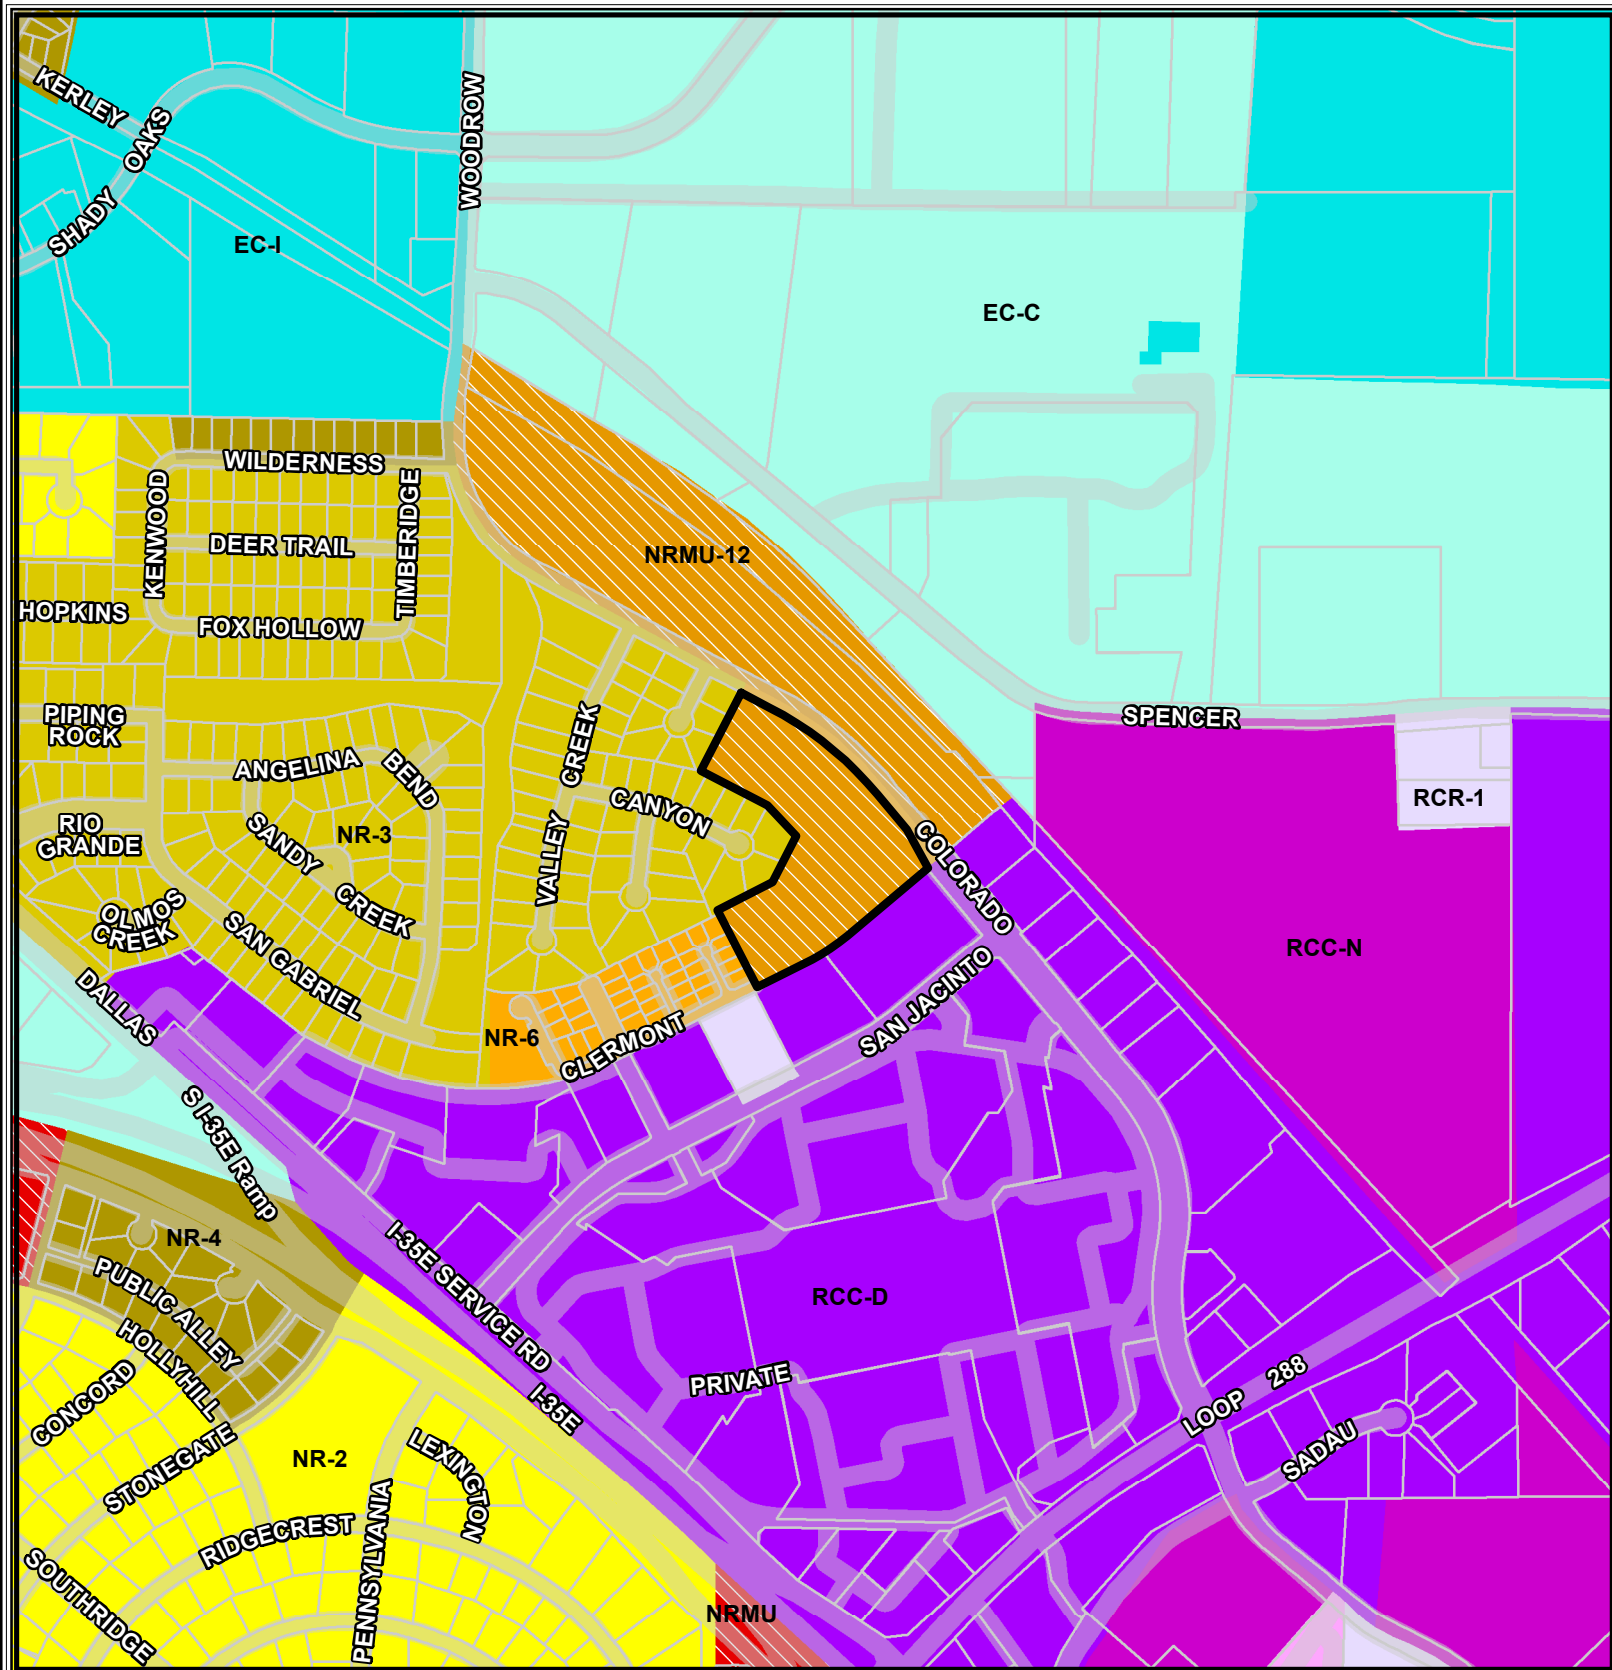 KERLEY
SHADY OAKS
WOODROW
EC-I
EC-C
WILDERNESS
KENWOOD
TIMBERIDGE
DEER TRAIL
NRMU-12
HOPKINS
FOX HOLLOW
PIPING
ROCK
SPENCER
ANGELINA
BEND
VALLEY CREEK
CANYON
RCR-1
RIO
GRANDE
SANDY
CREEK
NR-3
COLORADO
OLMOS
CREEK
SAN GABRIEL
RCC-N
SAN JACINTO
DALLAS
NR-6
CLERMONT
S I-35E Ramp
NR-4
PUBLIC ALLEY
I-35E SERVICE RD
RCC-D
HOLLYHILL
PRIVATE
CONCORD
I-35E
LOOP 288
STONEGATE
NR-2
LEXINGTON
SADAU
RIDGECREST
PENNSYLVANIA
SOUTHRIDGE
NRMU